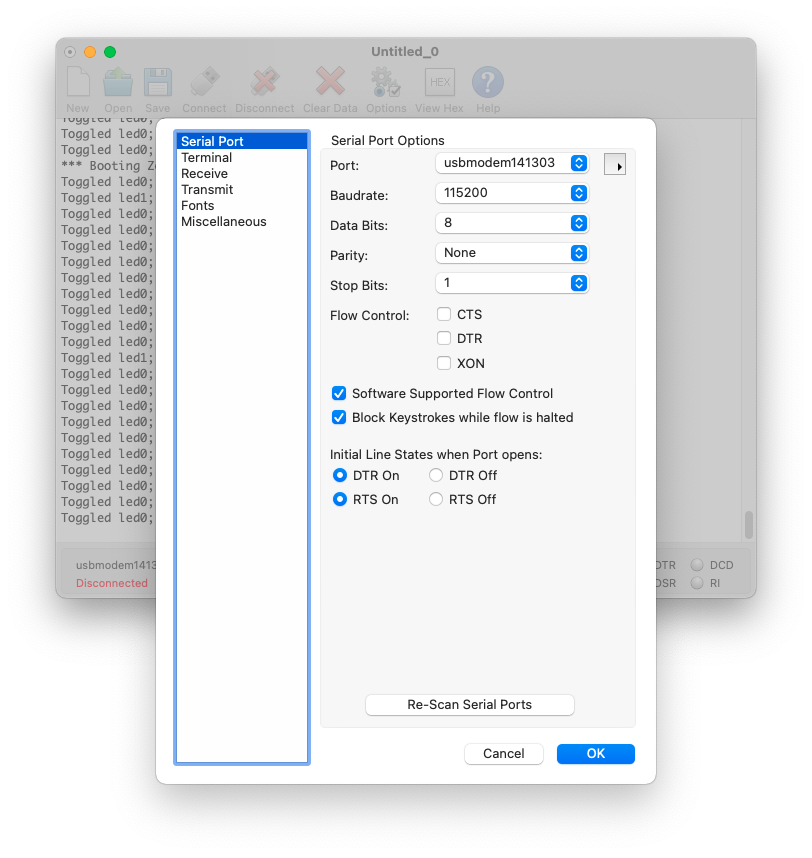 Untitled_0
New Open Save Connect Disconnect Clear Data Options View Hex Help
HEX
Toggled led0;
Toggled led0;
Toggled led0;
*** Booting Ze
Toggled led0;
Toggled led1;
Toggled led0;
Toggled led0;
Toggled led0;
Toggled led0;
Toggled led0;
Toggled led0;
Toggled led0;
Toggled led0;
Toggled led0;
Toggled led1;
Toggled led0;
Toggled led0;
Toggled led0;
Toggled led0;
Toggled led0;
Toggled led0;
Toggled led0;
Toggled led0;
Toggled led0;
Toggled led0;
usbmodem1413
Disconnected
DTR DCD
DSR RI
Serial Port
Terminal
Receive
Transmit
Fonts
Miscellaneous
Serial Port Options
Port: usbmodem141303
Baudrate: 115200
Data Bits: 8
Parity: None
Stop Bits: 1
Flow Control: CTS
DTR
XON
Software Supported Flow Control
Block Keystrokes while flow is halted
Initial Line States when Port opens:
DTR On DTR Off
RTS On RTS Off
Re-Scan Serial Ports
Cancel OK